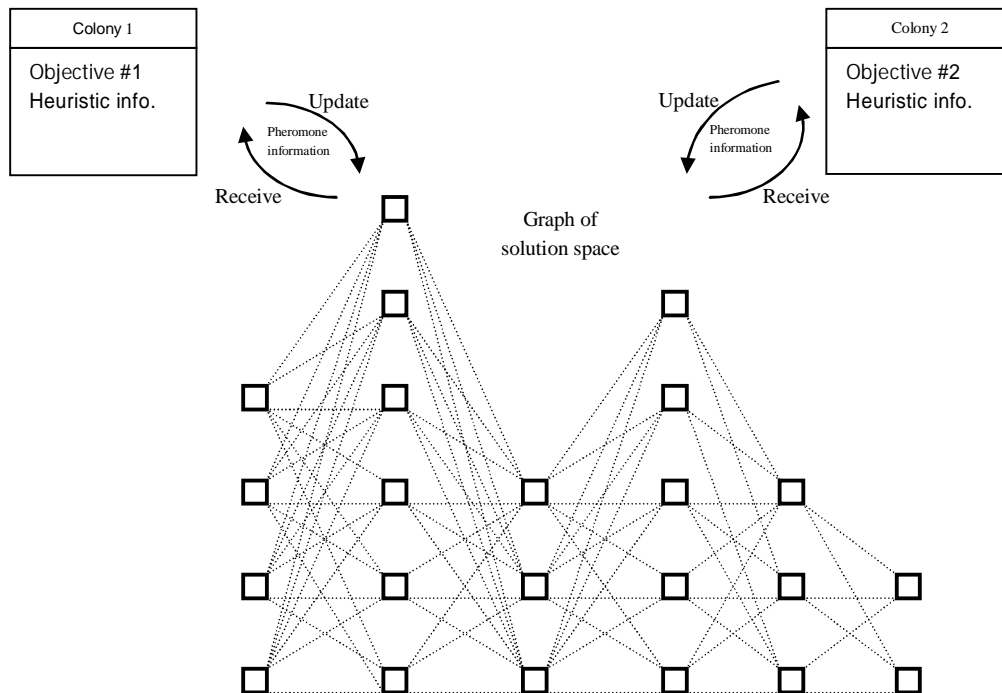 Colony 1
Objective #1
Heuristic info.
Update
Pheromone
information
Receive
Colony 2
Objective #2
Heuristic info.
Update
Pheromone
information
Receive
Graph of
solution space